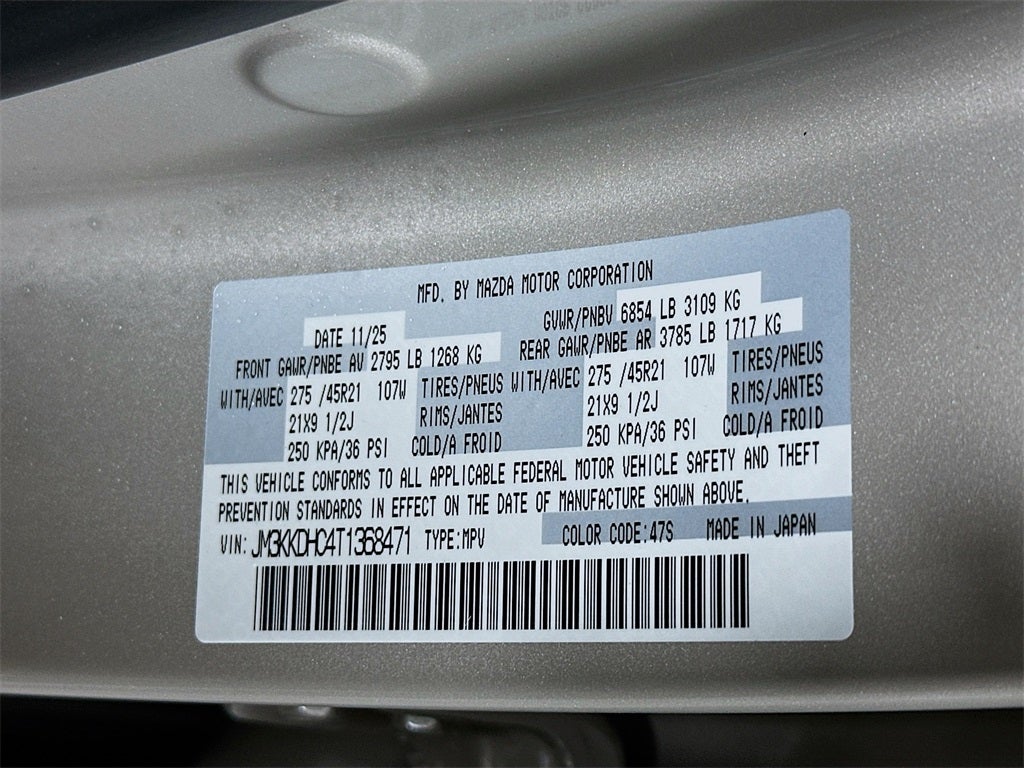 MFD. BY MAZDA MOTOR CORPORATION
DATE 11/25 GVWR/PNBV 6854 LB 3109 KG
FRONT GAWR/PNBE AV 2795 LB 1268 KG REAR GAWR/PNBE AR 3785 LB 1717 KG
WITH/AVEC 275 /45R21 107W TIRES/PNEUS WITH/AVEC 275 /45R21 107W TIRES/PNEUS
21X9 1/2J RIMS/JANTES 21X9 1/2J RIMS/JANTES
250 KPA/36 PSI COLD/A FROID 250 KPA/36 PSI COLD/A FROID
THIS VEHICLE CONFORMS TO ALL APPLICABLE FEDERAL MOTOR VEHICLE SAFETY AND THEFT
PREVENTION STANDARDS IN EFFECT ON THE DATE OF MANUFACTURE SHOWN ABOVE.
VIN: JM3KKDHC4T1368471 TYPE:MPV COLOR CODE:47S MADE IN JAPAN